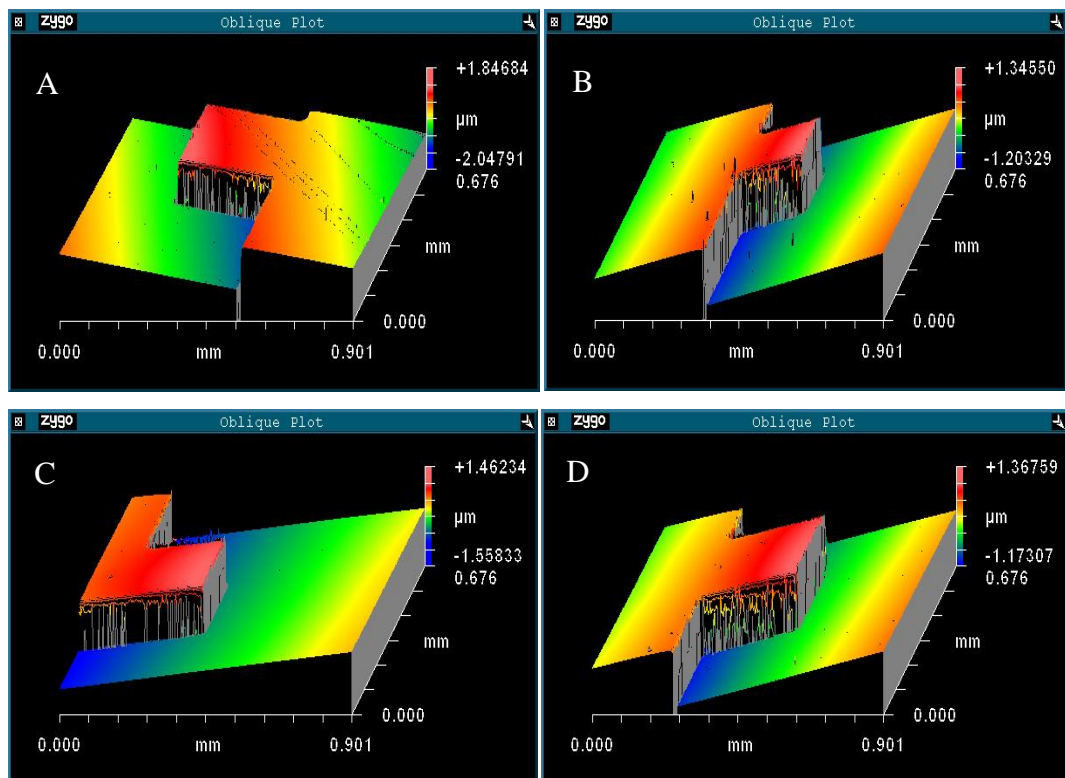 zygo Oblique Plot
A
+1.84684
µm
-2.04791
0.676
mm
0.000
0.000 mm 0.901
zygo Oblique Plot
B
+1.34550
µm
-1.20329
0.676
mm
0.000
0.000 mm 0.901
zygo Oblique Plot
C
+1.46234
µm
-1.55833
0.676
mm
0.000
0.000 mm 0.901
zygo Oblique Plot
D
+1.36759
µm
-1.17307
0.676
mm
0.000
0.000 mm 0.901